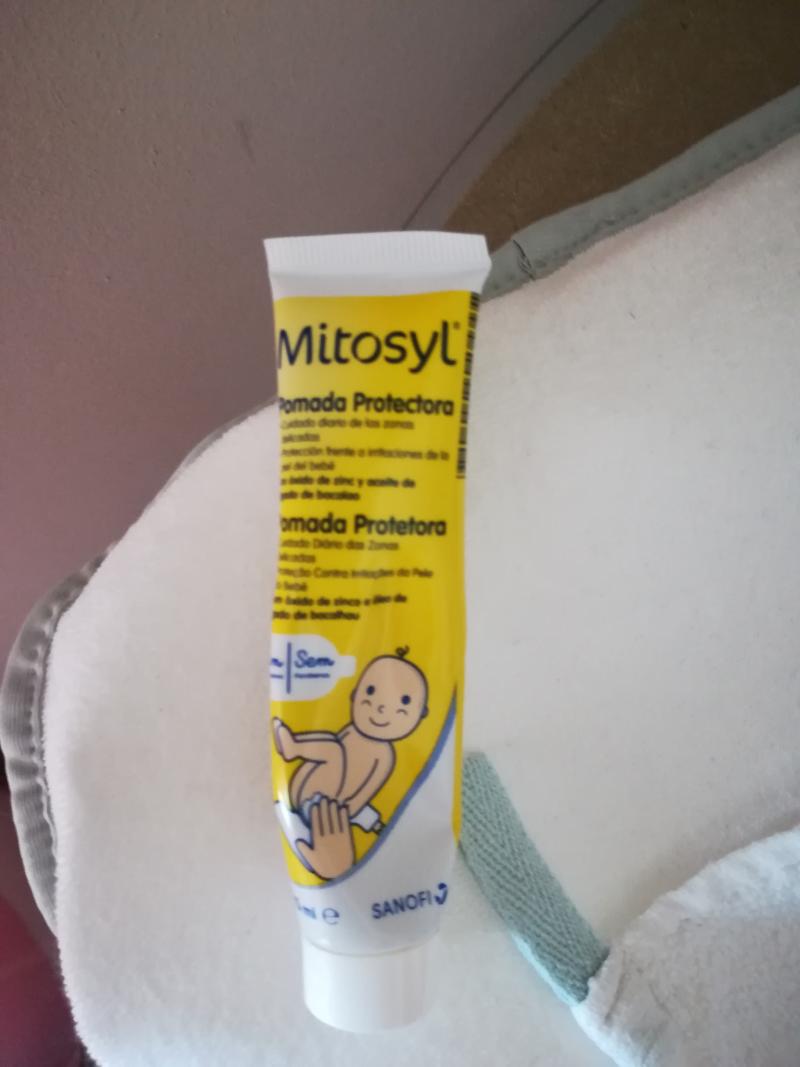 Mitosyl®
Pomada Protectora
Cuidado diario de las zonas
delicadas
Protección frente a irritaciones de la
piel del bebé
óxido de zinc y aceite de
hígado de bacalao
Pomada Protetora
Cuidado Diário das Zonas
delicadas
Proteção Contra Irritações da Pele
Bebé
óxido de zinco e óleo de
fígado de bacalhau
Sem
ml e
SANOFI